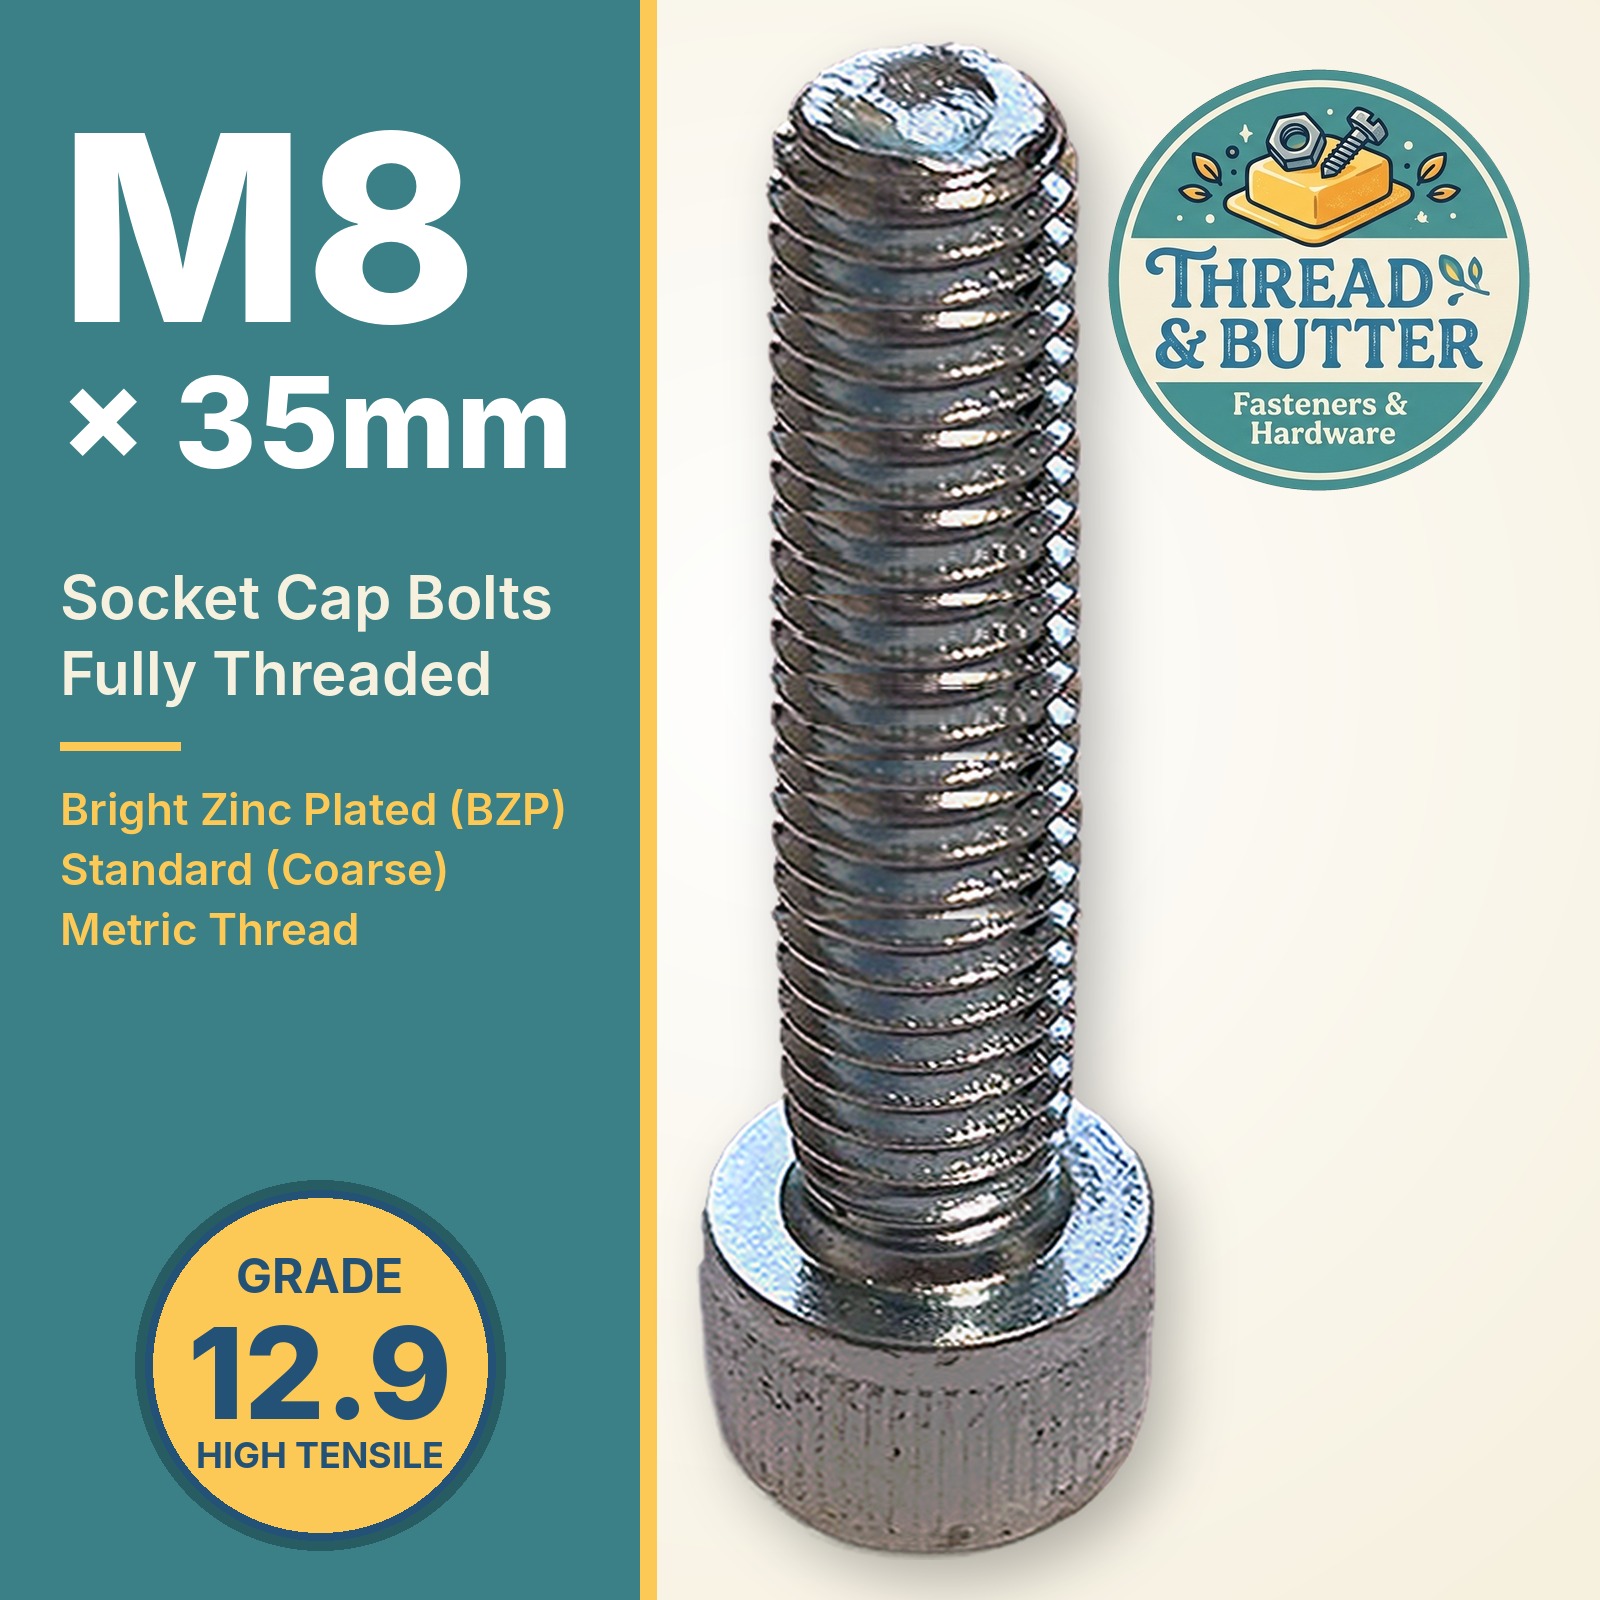 M8
× 35mm
Socket Cap Bolts
Fully Threaded
Bright Zinc Plated (BZP)
Standard (Coarse)
Metric Thread
GRADE
12.9
HIGH TENSILE
THREAD
& BUTTER
Fasteners &
Hardware